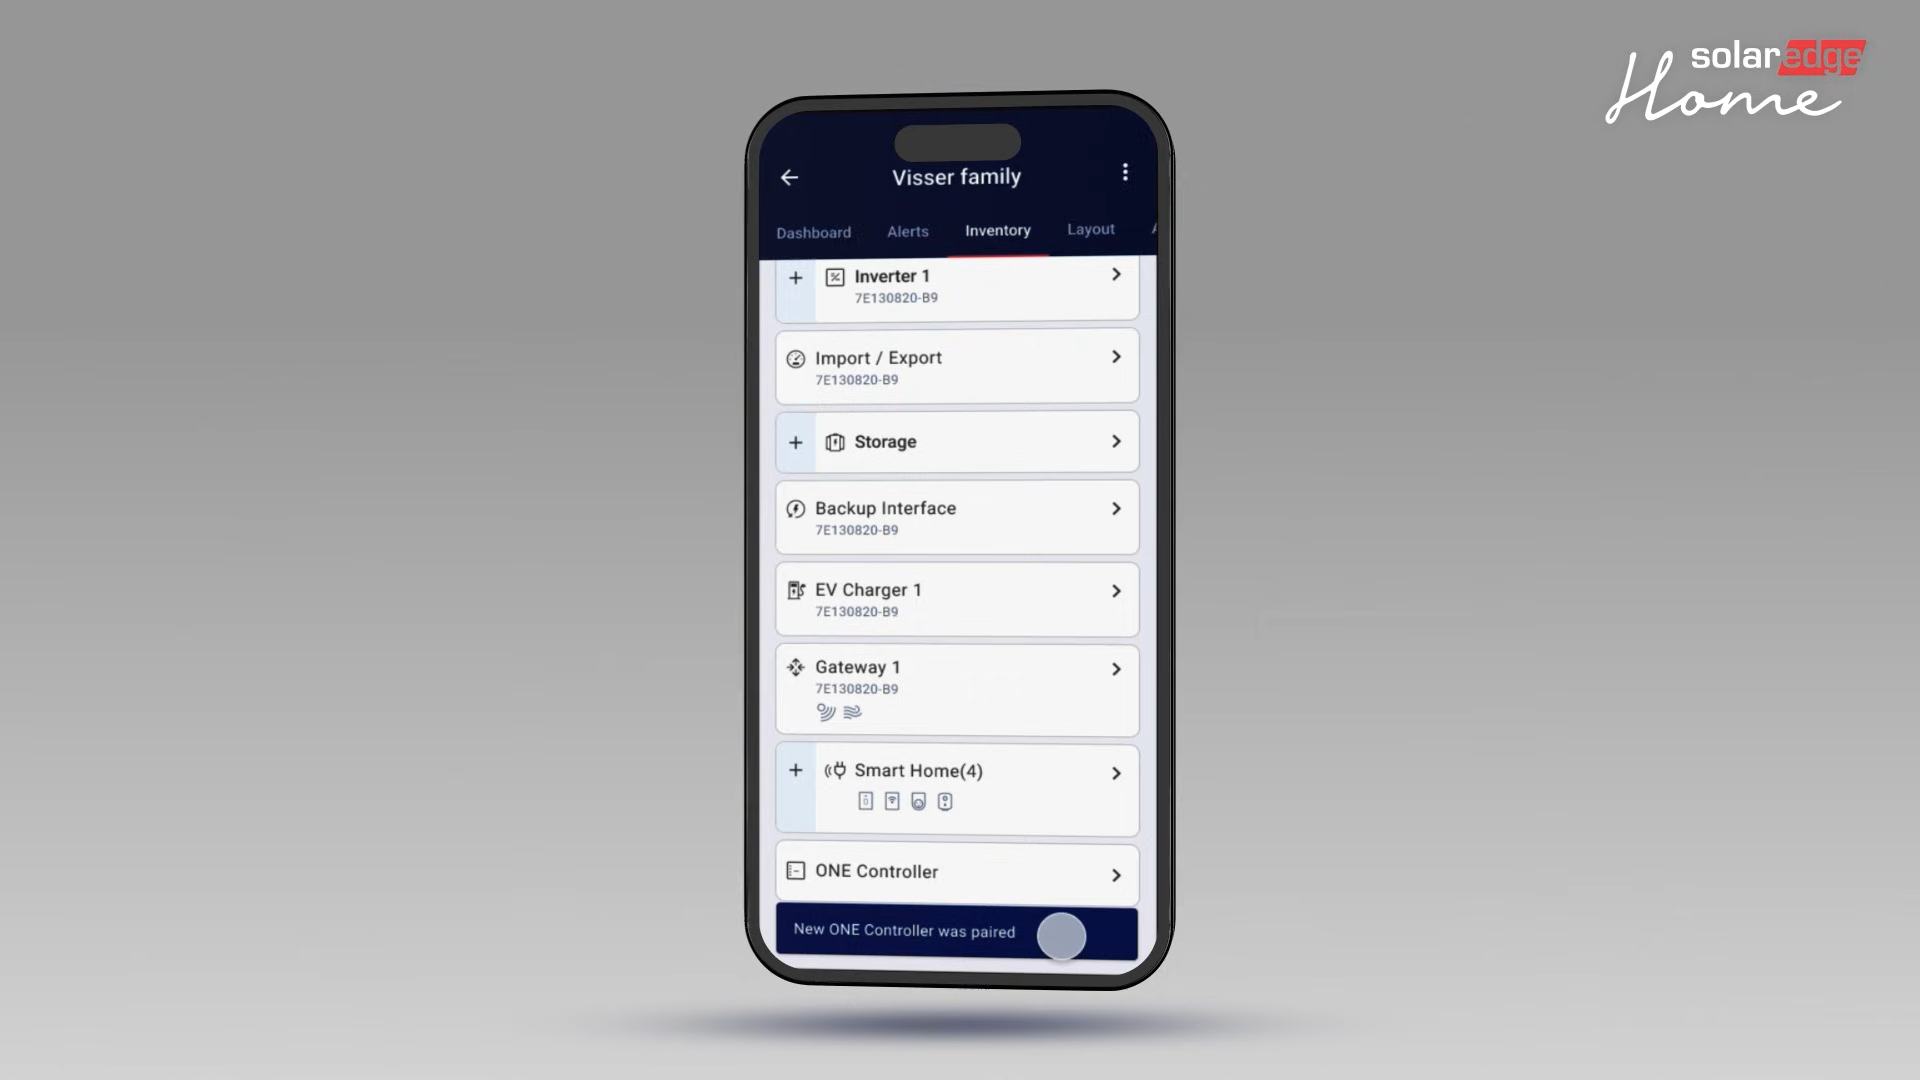 solaredge
Home
Visser family
Dashboard Alerts Inventory Layout
Inverter 1
7E130820-B9
Import / Export
7E130820-B9
Storage
Backup Interface
7E130820-B9
EV Charger 1
7E130820-B9
Gateway 1
7E130820-B9
Smart Home(4)
ONE Controller
New ONE Controller was paired